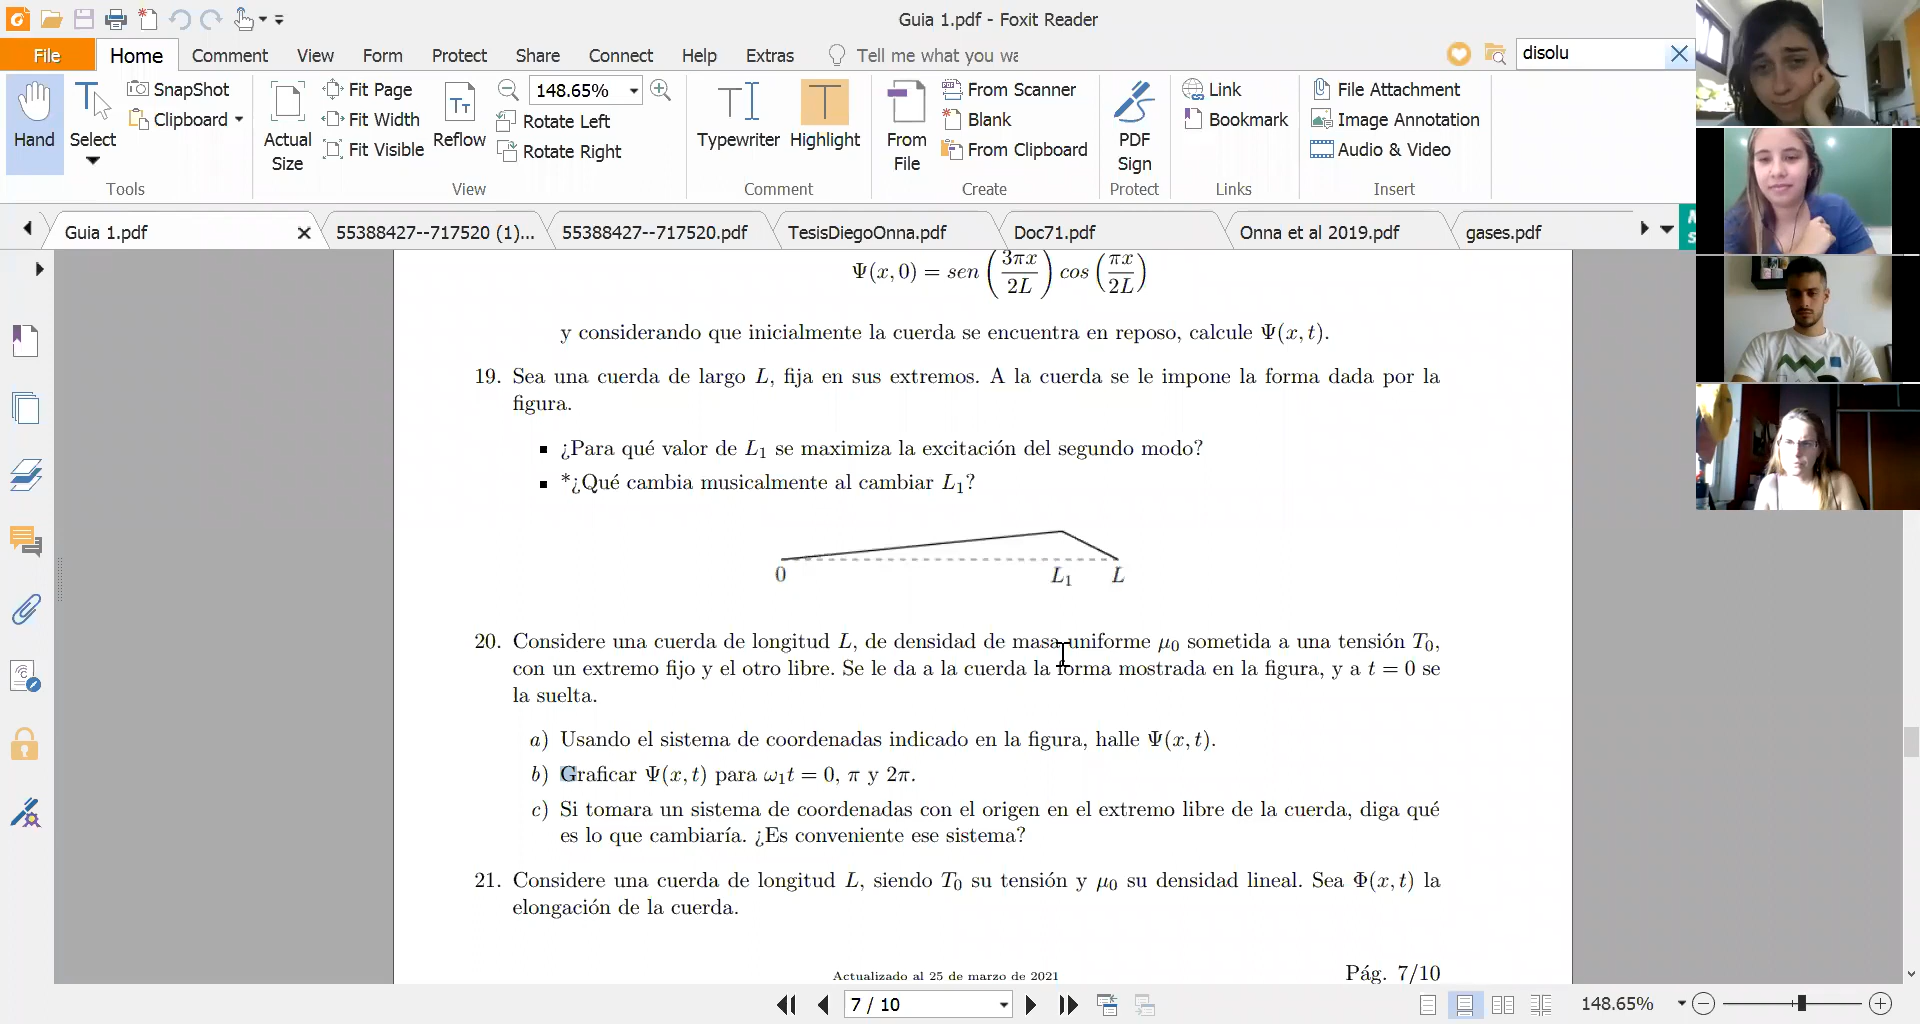 Guia 1.pdf - Foxit Reader
File Home Comment View Form Protect Share Connect Help Extras Tell me what you wa
disolu
Hand
Select
SnapShot
Clipboard
Tools
Actual Size
Fit Page
Fit Width
Fit Visible
Reflow
148.65%
Rotate Left
Rotate Right
View
Typewriter
Highlight
Comment
From File
From Scanner
Blank
From Clipboard
Create
PDF Sign
Protect
Link
Bookmark
Links
File Attachment
Image Annotation
Audio & Video
Insert
Guia 1.pdf
55388427--717520 (1)...
55388427--717520.pdf
TesisDiegoOnna.pdf
Doc71.pdf
Onna et al 2019.pdf
gases.pdf
Ψ(x, 0) = sen (3πx/2L) cos (πx/2L)
y considerando que inicialmente la cuerda se encuentra en reposo, calcule Ψ(x, t).
19. Sea una cuerda de largo L, fija en sus extremos. A la cuerda se le impone la forma dada por la
figura.
▪ ¿Para qué valor de L₁ se maximiza la excitación del segundo modo?
▪ *¿Qué cambia musicalmente al cambiar L₁?
0 L₁ L
20. Considere una cuerda de longitud L, de densidad de masa uniforme μ₀ sometida a una tensión T₀,
con un extremo fijo y el otro libre. Se le da a la cuerda la forma mostrada en la figura, y a t = 0 se
la suelta.
a) Usando el sistema de coordenadas indicado en la figura, halle Ψ(x, t).
b) Graficar Ψ(x, t) para ω₁t = 0, π y 2π.
c) Si tomara un sistema de coordenadas con el origen en el extremo libre de la cuerda, diga qué
es lo que cambiaría. ¿Es conveniente ese sistema?
21. Considere una cuerda de longitud L, siendo T₀ su tensión y μ₀ su densidad lineal. Sea Φ(x, t) la
elongación de la cuerda.
Actualizado al 25 de marzo de 2021
Pág. 7/10
7 / 10
148.65%